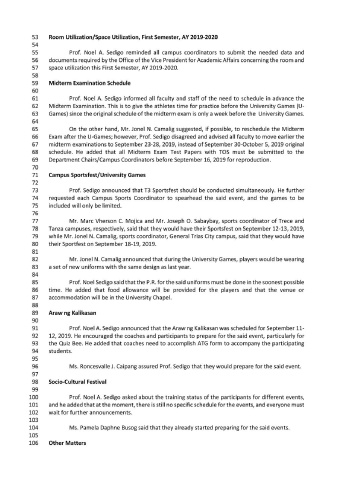 53 Room Utilization/Space Utilization, First Semester, AY 2019-2020
54
55 Prof. Noel A. Sedigo reminded all campus coordinators to submit the needed data and
56 documents required by the Office of the Vice President for Academic Affairs concerning the room and
57 space utilization this First Semester, AY 2019-2020.
58
59 Midterm Examination Schedule
60
61 Prof. Noel A. Sedigo informed all faculty and staff of the need to schedule in advance the
62 Midterm Examination. This is to give the athletes time for practice before the University Games (U-
63 Games) since the original schedule of the midterm exam is only a week before the University Games.
64
65 On the other hand, Mr. Jonel N. Camalig suggested, if possible, to reschedule the Midterm
66 Exam after the U-Games; however, Prof. Sedigo disagreed and advised all faculty to move earlier the
67 midterm examinations to September 23-28, 2019, instead of September 30-October 5, 2019 original
68 schedule. He added that all Midterm Exam Test Papers with TOS must be submitted to the
69 Department Chairs/Campus Coordinators before September 16, 2019 for reproduction.
70
71 Campus Sportsfest/University Games
72
73 Prof. Sedigo announced that T3 Sportsfest should be conducted simultaneously. He further
74 requested each Campus Sports Coordinator to spearhead the said event, and the games to be
75 included will only be limited.
76
77 Mr. Marc Vherson C. Mojica and Mr. Joseph O. Sabaybay, sports coordinator of Trece and
78 Tanza campuses, respectively, said that they would have their Sportsfest on September 12-13, 2019,
79 while Mr. Jonel N. Camalig, sports coordinator, General Trias City campus, said that they would have
80 their Sportfest on September 18-19, 2019.
81
82 Mr. Jonel N. Camalig announced that during the University Games, players would be wearing
83 a set of new uniforms with the same design as last year.
84
85 Prof. Noel Sedigo said that the P.R. for the said uniforms must be done in the soonest possible
86 time. He added that food allowance will be provided for the players and that the venue or
87 accommodation will be in the University Chapel.
88
89 Araw ng Kalikasan
90
91 Prof. Noel A. Sedigo announced that the Araw ng Kalikasan was scheduled for September 11-
92 12, 2019. He encouraged the coaches and participants to prepare for the said event, particularly for
93 the Quiz Bee. He added that coaches need to accomplish ATG form to accompany the participating
94 students.
95
96 Ms. Roncesvalle J. Caipang assured Prof. Sedigo that they would prepare for the said event.
97
98 Socio-Cultural Festival
99
100 Prof. Noel A. Sedigo asked about the training status of the participants for different events,
101 and he added that at the moment, there is still no specific schedule for the events, and everyone must
102 wait for further announcements.
103
104 Ms. Pamela Daphne Busog said that they already started preparing for the said events.
105
106 Other Matters